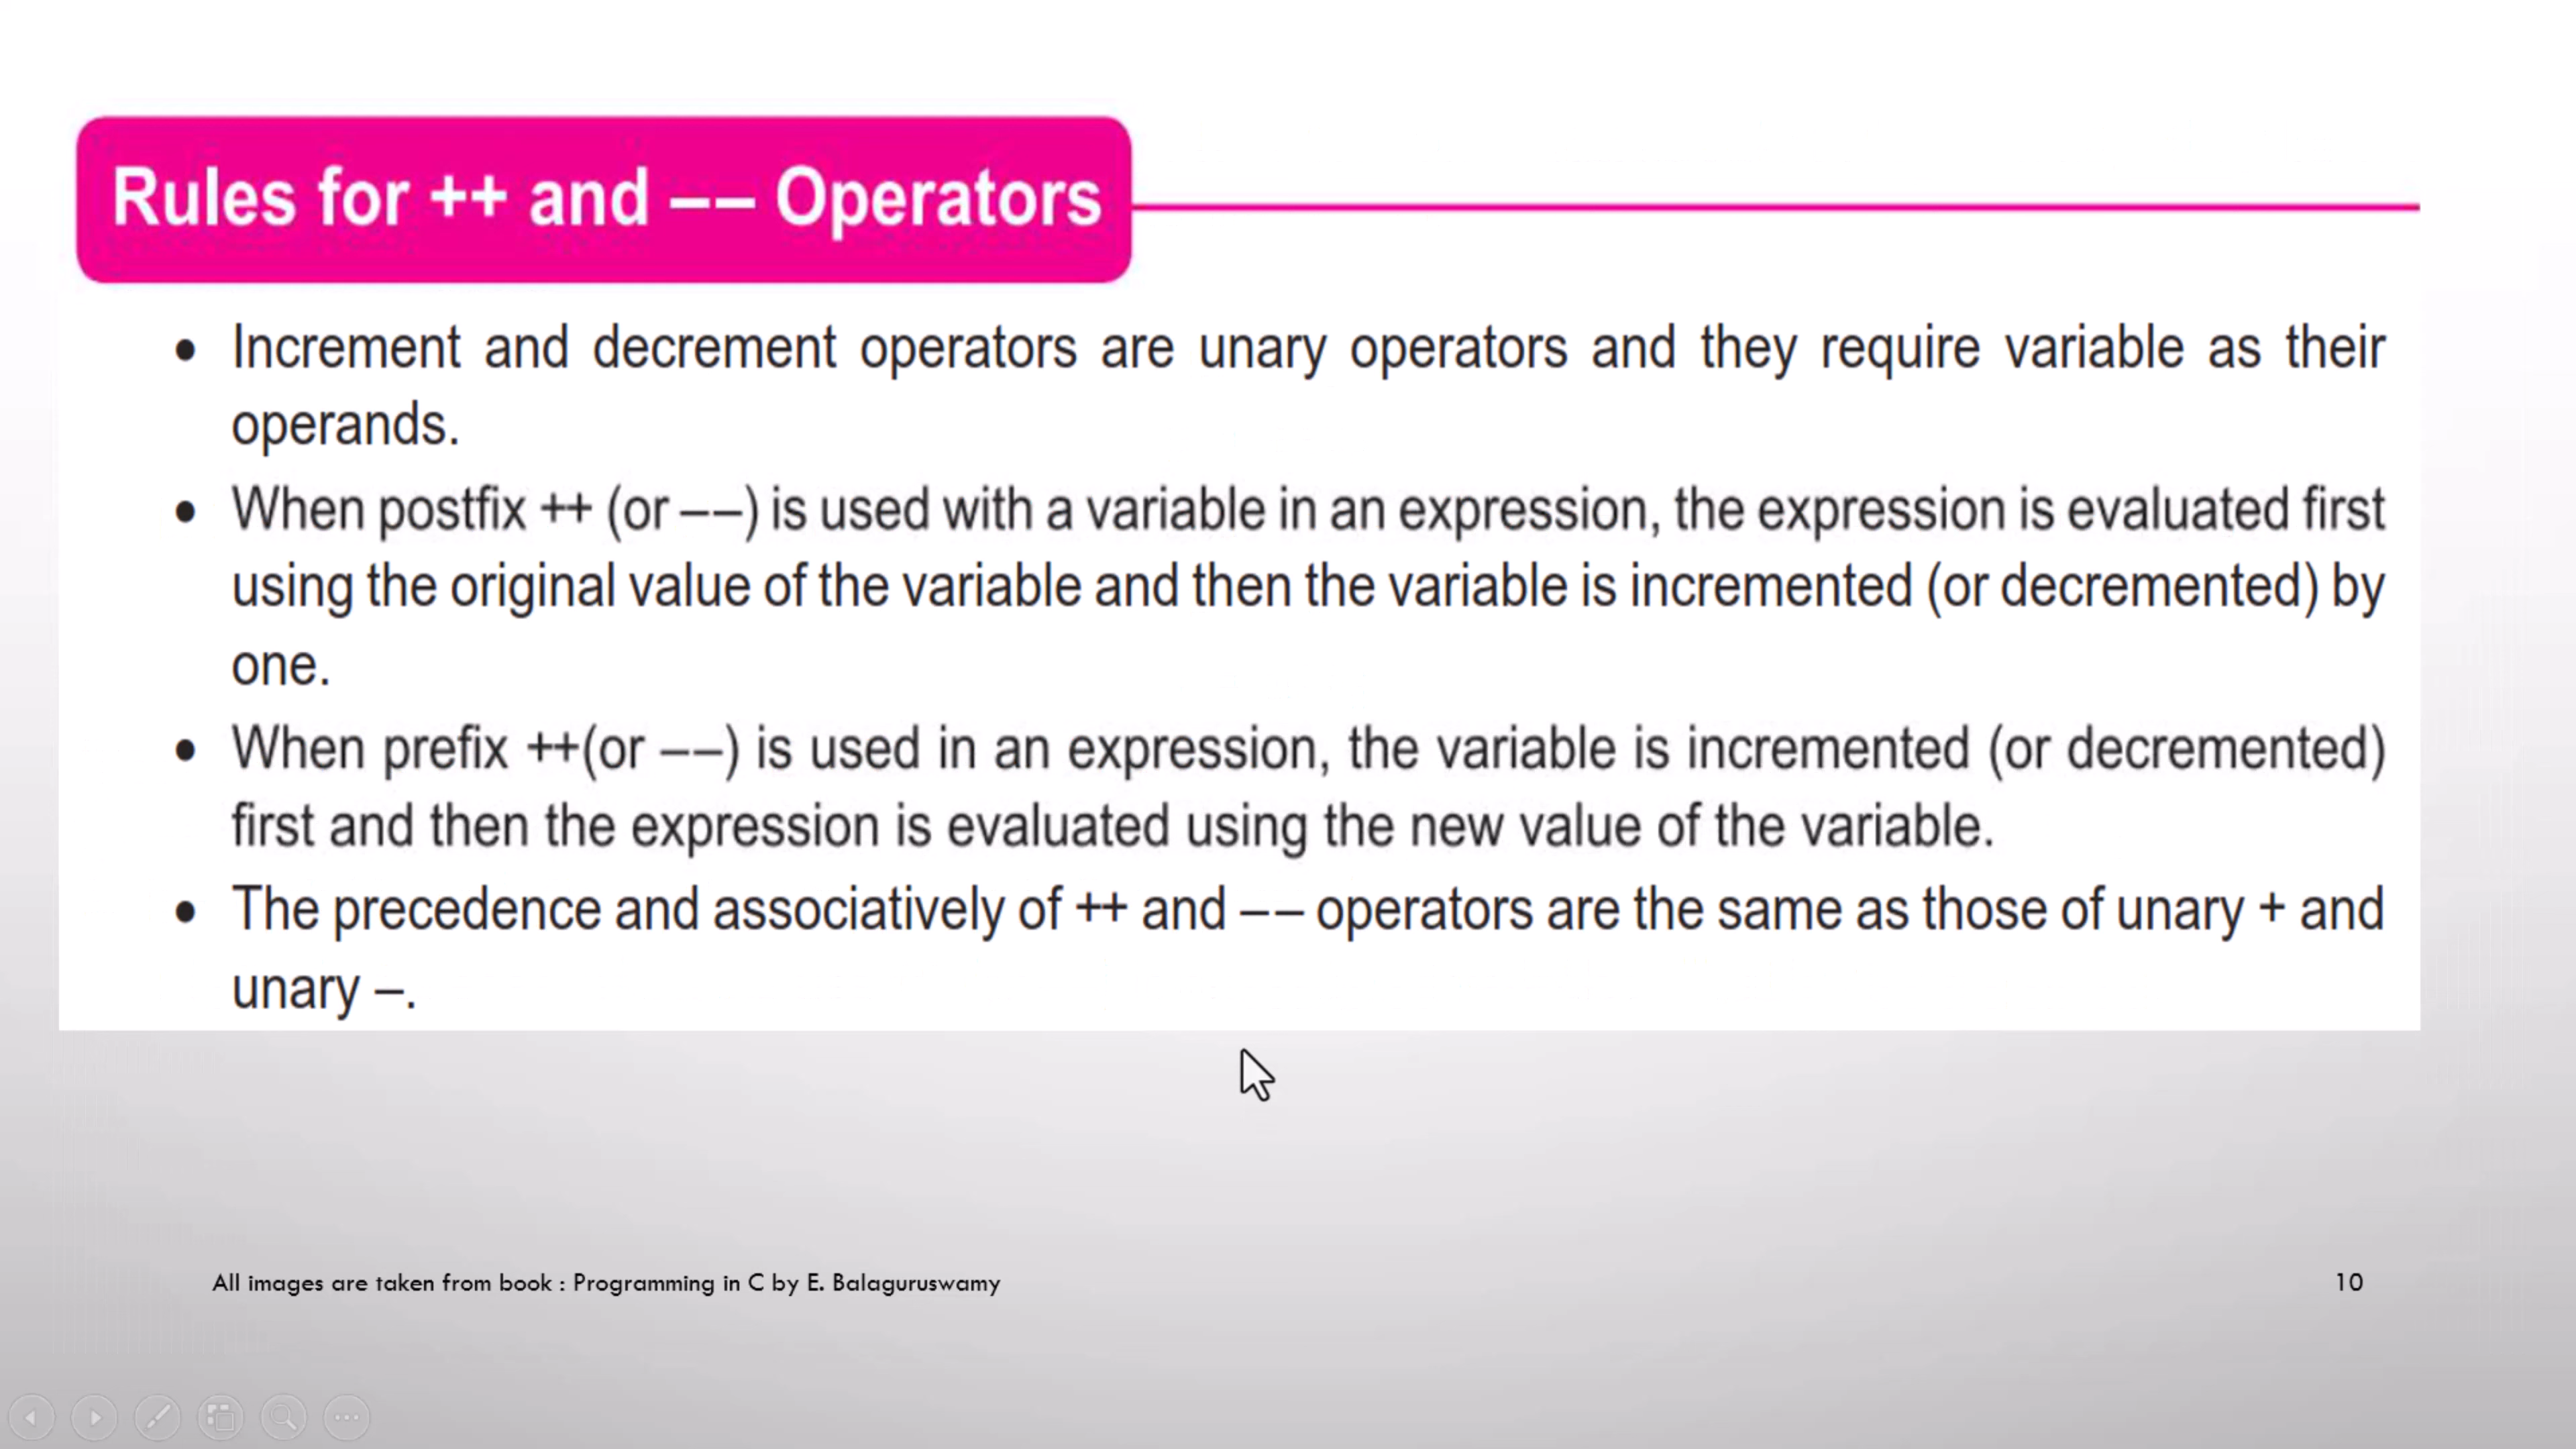 Rules for ++ and –– Operators
• Increment and decrement operators are unary operators and they require variable as their
operands.
• When postfix ++ (or ––) is used with a variable in an expression, the expression is evaluated first
using the original value of the variable and then the variable is incremented (or decremented) by
one.
• When prefix ++(or ––) is used in an expression, the variable is incremented (or decremented)
first and then the expression is evaluated using the new value of the variable.
• The precedence and associatively of ++ and –– operators are the same as those of unary + and
unary –.
All images are taken from book : Programming in C by E. Balaguruswamy
10